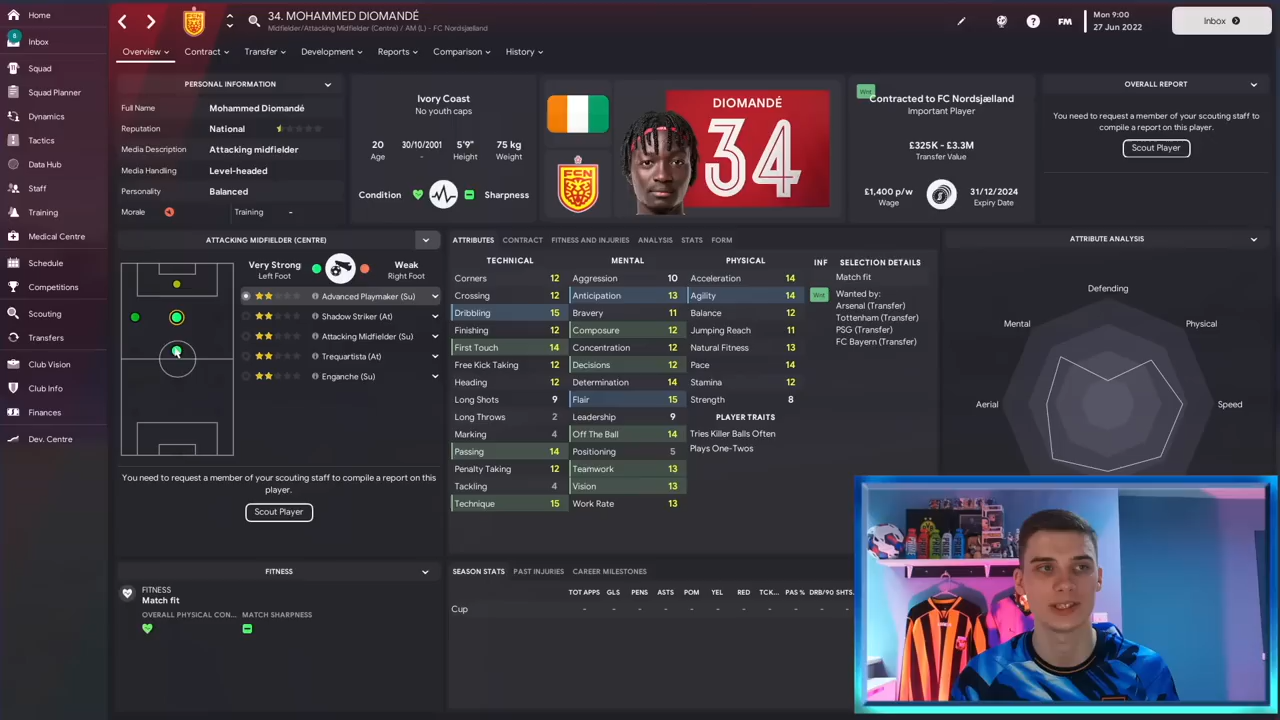 Home
8
Inbox
Squad
Squad Planner
Dynamics
Tactics
Data Hub
Staff
Training
Medical Centre
Schedule
Competitions
Scouting
Transfers
Club Vision
Club Info
Finances
Dev. Centre
34. MOHAMMED DIOMANDÉ
Midfielder/Attacking Midfielder (Centre) / AM (L) - FC Nordsjælland
FM
Mon 9:00
27 Jun 2022
Inbox
Overview Contract Transfer Development Reports Comparison History
PERSONAL INFORMATION
Full Name Mohammed Diomandé
Reputation National
Media Description Attacking midfielder
Media Handling Level-headed
Personality Balanced
Morale Training -
Ivory Coast
No youth caps
20 30/10/2001 5'9" 75 kg
Age - Height Weight
Condition Sharpness
FCN
DIOMANDÉ
34
Wnt
Contracted to FC Nordsjælland
Important Player
£325K - £3.3M
Transfer Value
£1,400 p/w 31/12/2024
Wage Expiry Date
OVERALL REPORT
You need to request a member of your scouting staff to
compile a report on this player.
Scout Player
ATTACKING MIDFIELDER (CENTRE)
Very Strong Weak
Left Foot Right Foot
Advanced Playmaker (Su)
Shadow Striker (At)
Attacking Midfielder (Su)
Trequartista (At)
Enganche (Su)
You need to request a member of your scouting staff to compile a report on this
player.
Scout Player
ATTRIBUTES CONTRACT FITNESS AND INJURIES ANALYSIS STATS FORM
TECHNICAL MENTAL PHYSICAL
Corners 12 Aggression 10 Acceleration 14
Crossing 12 Anticipation 13 Agility 14
Dribbling 15 Bravery 11 Balance 12
Finishing 12 Composure 12 Jumping Reach 11
First Touch 14 Concentration 12 Natural Fitness 13
Free Kick Taking 12 Decisions 12 Pace 14
Heading 12 Determination 14 Stamina 12
Long Shots 9 Flair 15 Strength 8
Long Throws 2 Leadership 9 PLAYER TRAITS
Marking 4 Off The Ball 14 Tries Killer Balls Often
Passing 14 Positioning 5 Plays One-Twos
Penalty Taking 12 Teamwork 13
Tackling 4 Vision 13
Technique 15 Work Rate 13
INF SELECTION DETAILS
Match fit
Wnt
Wanted by:
Arsenal (Transfer)
Tottenham (Transfer)
PSG (Transfer)
FC Bayern (Transfer)
ATTRIBUTE ANALYSIS
Defending
Mental Physical
Aerial Speed
FITNESS
FITNESS
Match fit
OVERALL PHYSICAL CON... MATCH SHARPNESS
SEASON STATS PAST INJURIES CAREER MILESTONES
TOT APPS GLS PENS ASTS POM YEL RED TCK... PAS % DRB/90 SHTS.
Cup - - - - - - - - - - -